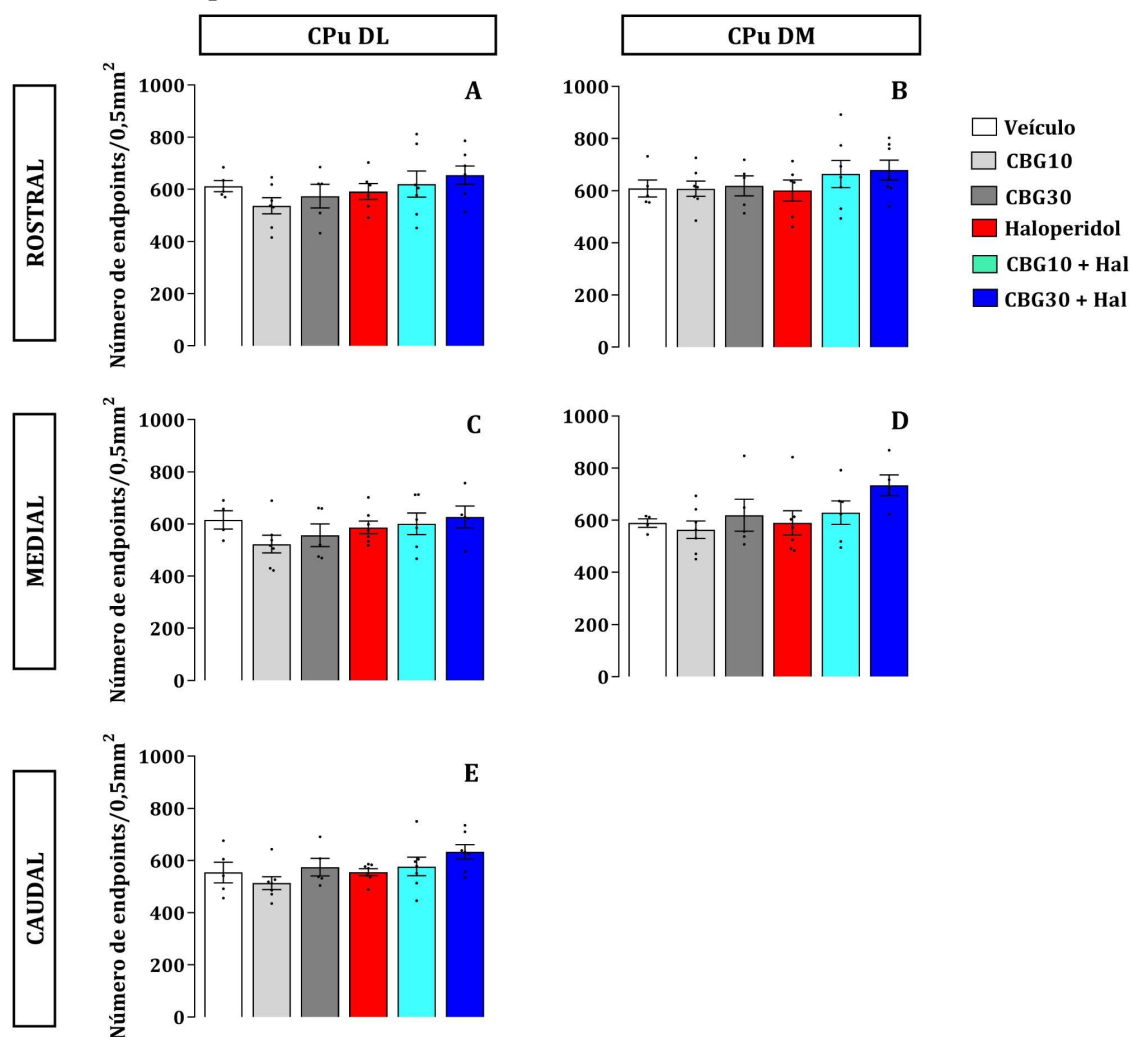 CPu DL
CPu DM
ROSTRAL
Número de endpoints/0,5mm²
1000
800
600
400
200
0
A
1000
800
600
400
200
0
B
Veículo
CBG10
CBG30
Haloperidol
CBG10 + Hal
CBG30 + Hal
MEDIAL
Número de endpoints/0,5mm²
1000
800
600
400
200
0
C
1000
800
600
400
200
0
D
CAUDAL
Número de endpoints/0,5mm²
1000
800
600
400
200
0
E